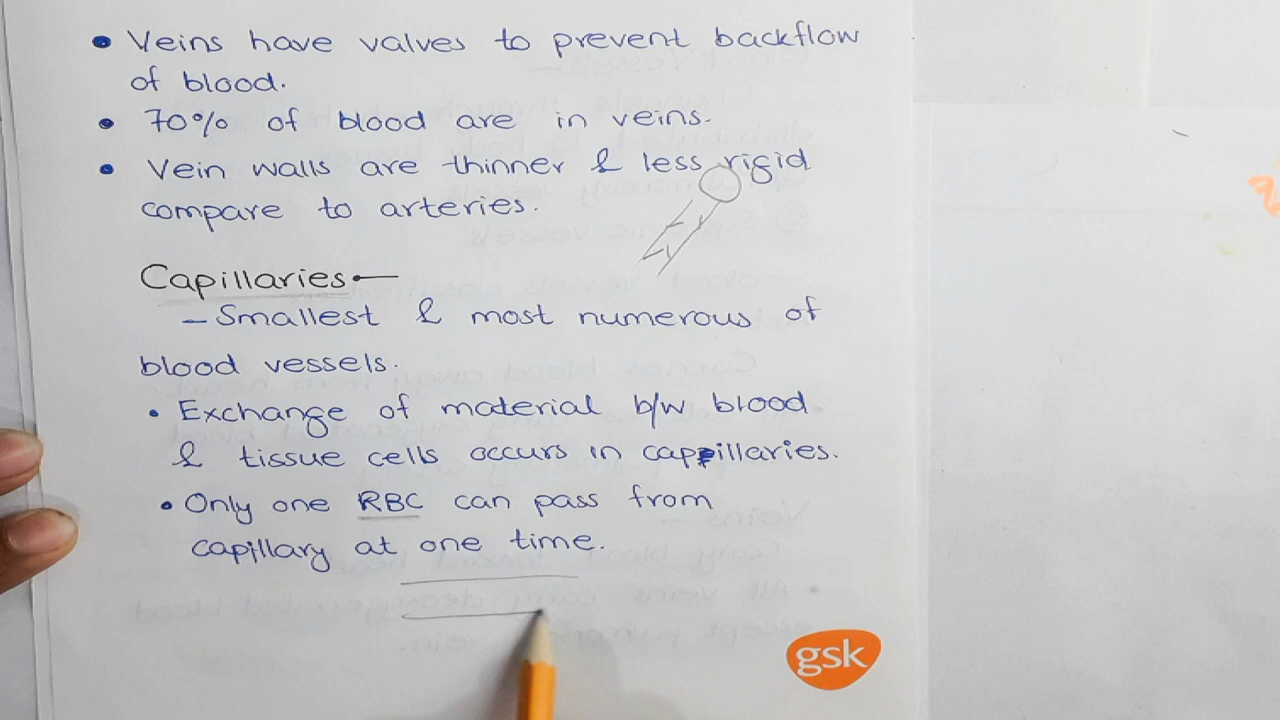 • Veins have valves to prevent backflow
of blood.
• 70% of blood are in veins.
• Vein walls are thinner & less rigid
compare to arteries.
Capillaries —
- Smallest & most numerous of
blood vessels.
• Exchange of material b/w blood
& tissue cells occurs in cappillaries.
• Only one RBC can pass from
capillary at one time.
gsk